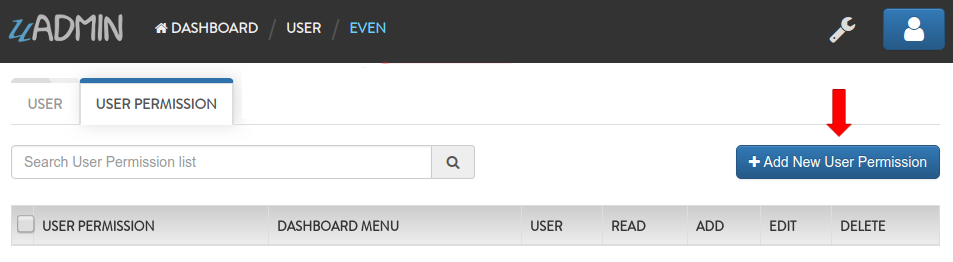 uADMIN DASHBOARD / USER / EVEN
USER USER PERMISSION
Search User Permission list
+ Add New User Permission
USER PERMISSION DASHBOARD MENU USER READ ADD EDIT DELETE